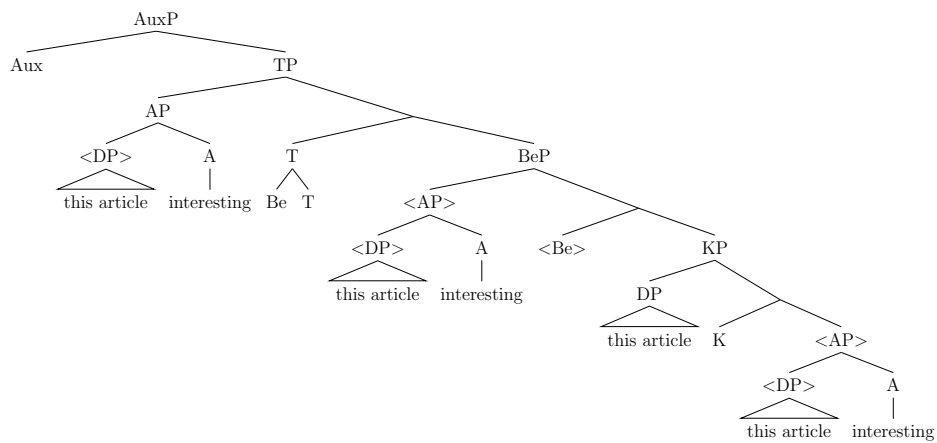 AuxP
Aux TP
AP
<DP> A T BeP
this article interesting Be T <AP>
<DP> A <Be> KP
this article interesting DP
this article K <AP>
<DP> A
this article interesting